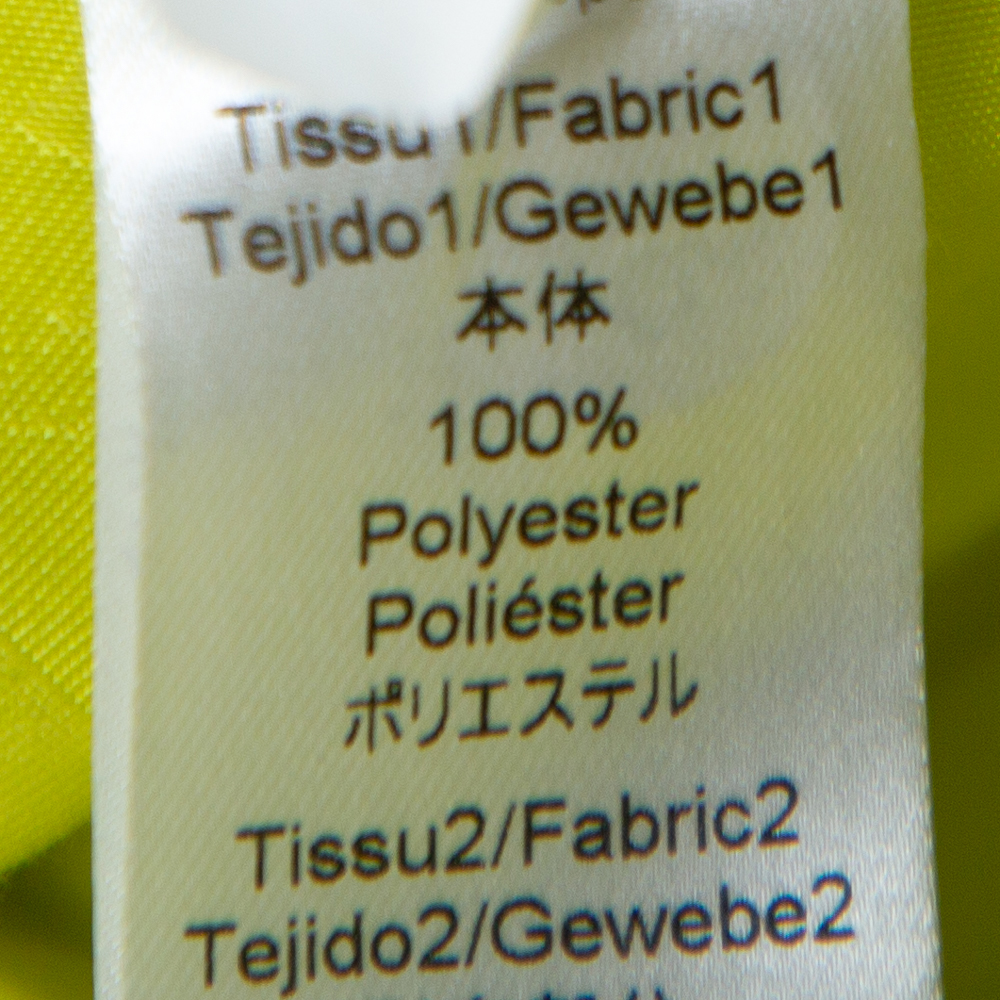 Tissu1/Fabric1
Tejido1/Gewebe1
本体
100%
Polyester
Poliéster
ポリエステル
Tissu2/Fabric2
Tejido2/Gewebe2